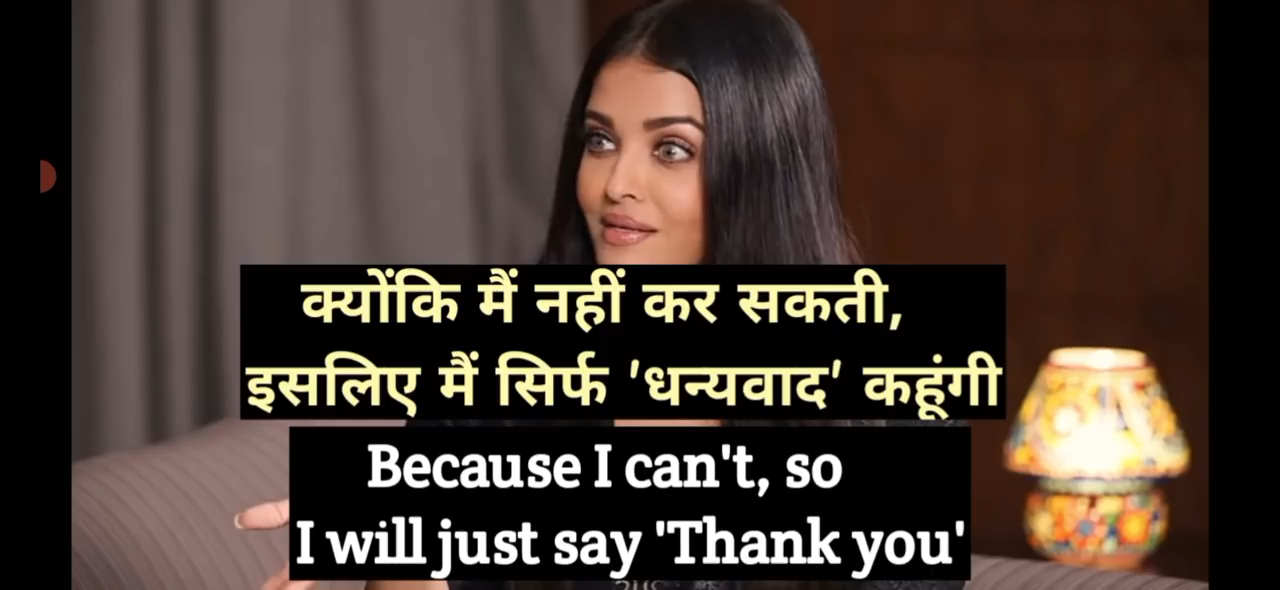 क्योंकि मैं नहीं कर सकती,
इसलिए मैं सिर्फ 'धन्यवाद' कहूंगी
Because I can't, so
I will just say 'Thank you'